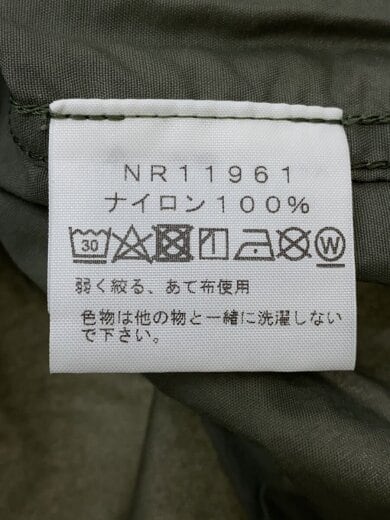 NR11961
ナイロン100%
30 W
弱く絞る、あて布使用
色物は他の物と一緒に洗濯しない
で下さい。